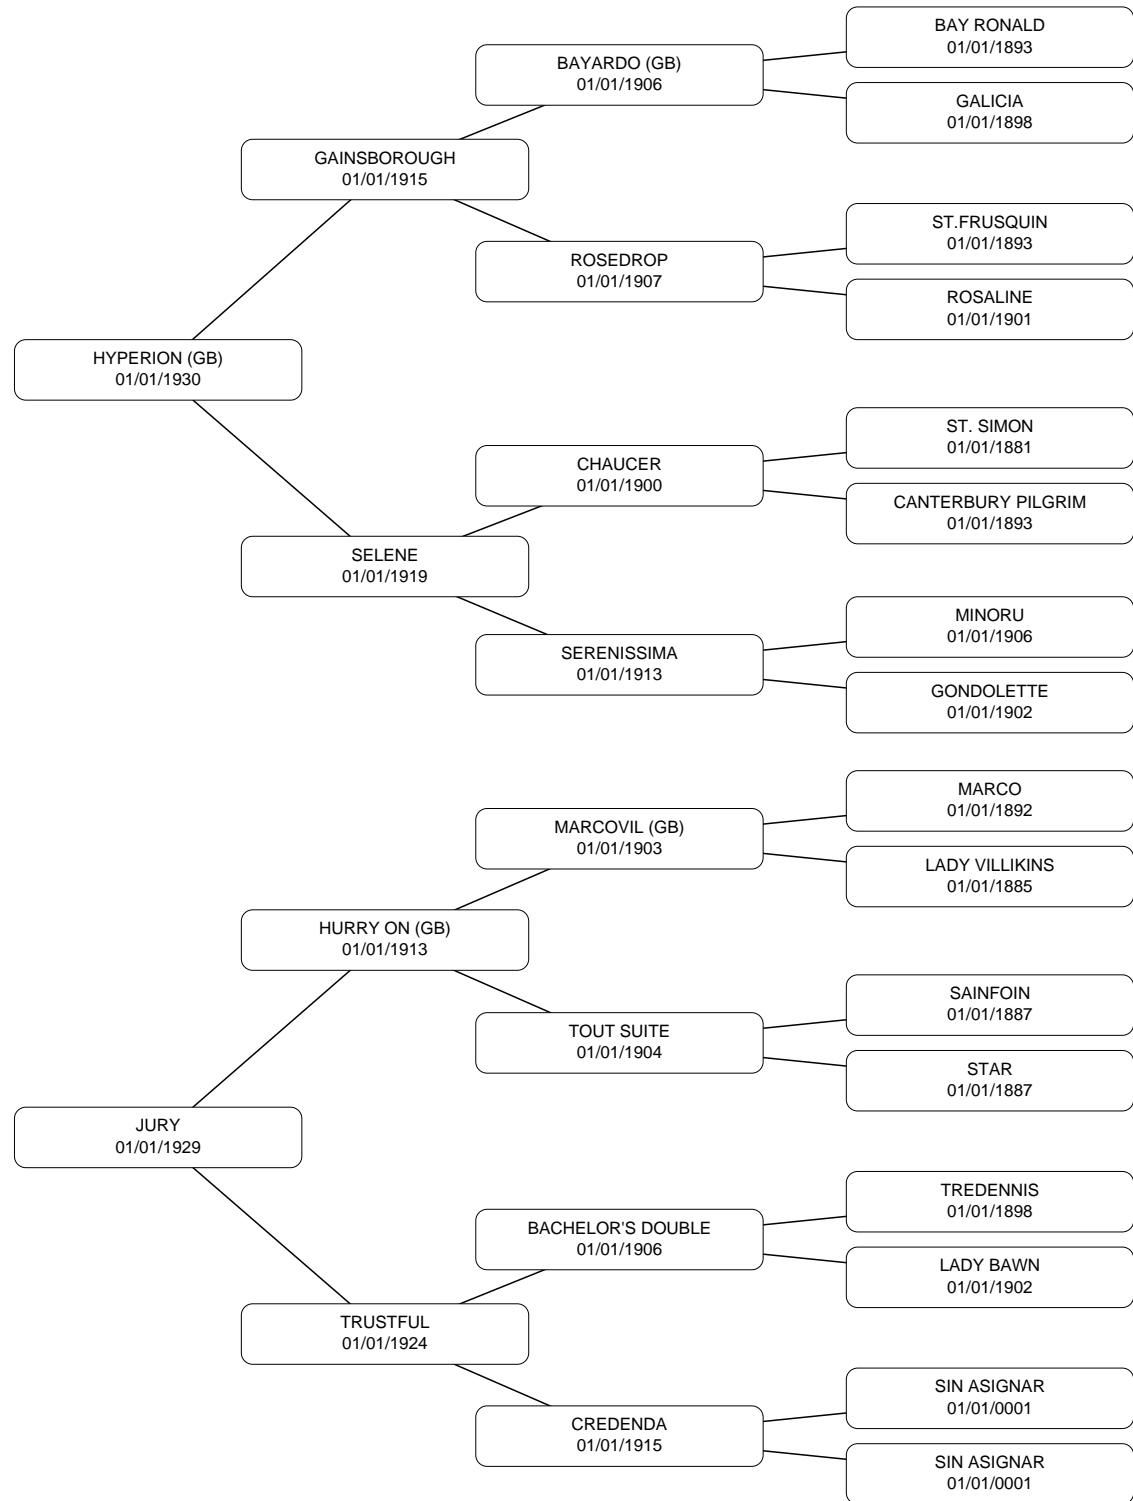 BAY RONALD
01/01/1893
BAYARDO (GB)
01/01/1906
GALICIA
01/01/1898
GAINSBOROUGH
01/01/1915
ST.FRUSQUIN
01/01/1893
ROSEDROP
01/01/1907
ROSALINE
01/01/1901
HYPERION (GB)
01/01/1930
ST. SIMON
01/01/1881
CHAUCER
01/01/1900
CANTERBURY PILGRIM
01/01/1893
SELENE
01/01/1919
MINORU
01/01/1906
SERENISSIMA
01/01/1913
GONDOLETTE
01/01/1902
MARCO
01/01/1892
MARCOVIL (GB)
01/01/1903
LADY VILLIKINS
01/01/1885
HURRY ON (GB)
01/01/1913
SAINFOIN
01/01/1887
TOUT SUITE
01/01/1904
STAR
01/01/1887
JURY
01/01/1929
TREDENNIS
01/01/1898
BACHELOR'S DOUBLE
01/01/1906
LADY BAWN
01/01/1902
TRUSTFUL
01/01/1924
SIN ASIGNAR
01/01/0001
CREDENDA
01/01/1915
SIN ASIGNAR
01/01/0001